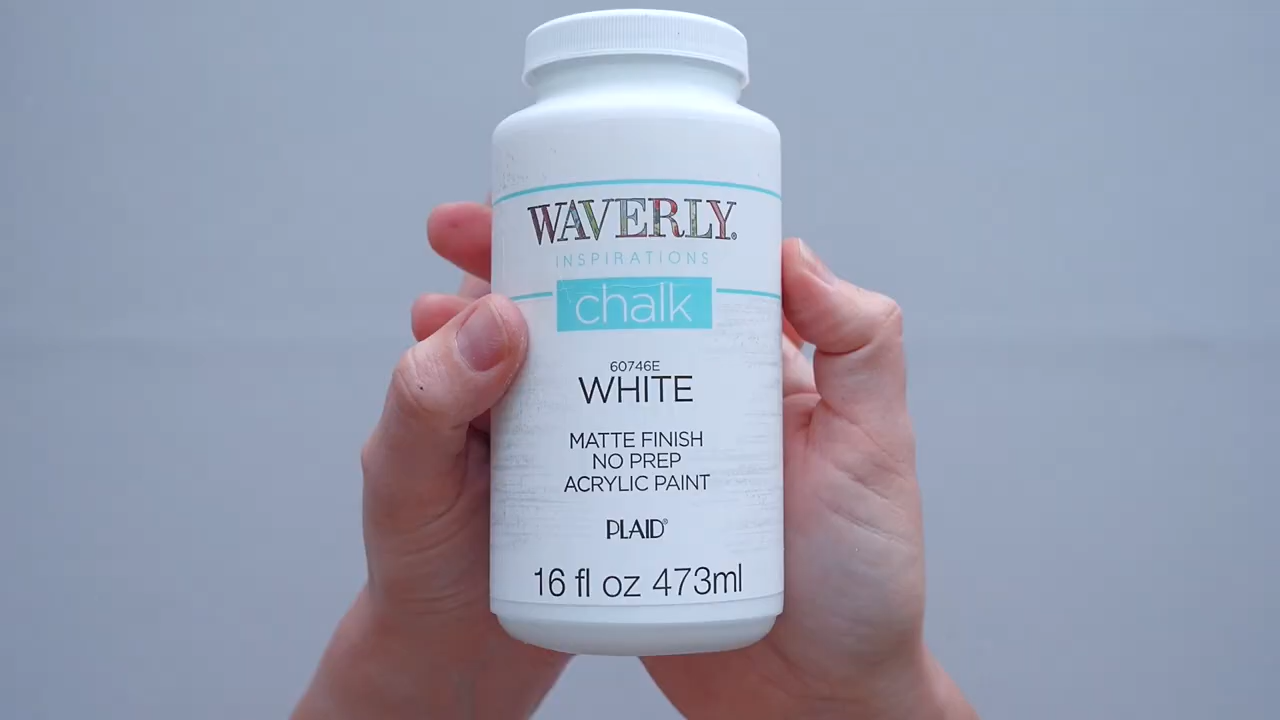 WAVERLY®
INSPIRATIONS
chalk
60746E
WHITE
MATTE FINISH
NO PREP
ACRYLIC PAINT
PLAID®
16 fl oz 473ml